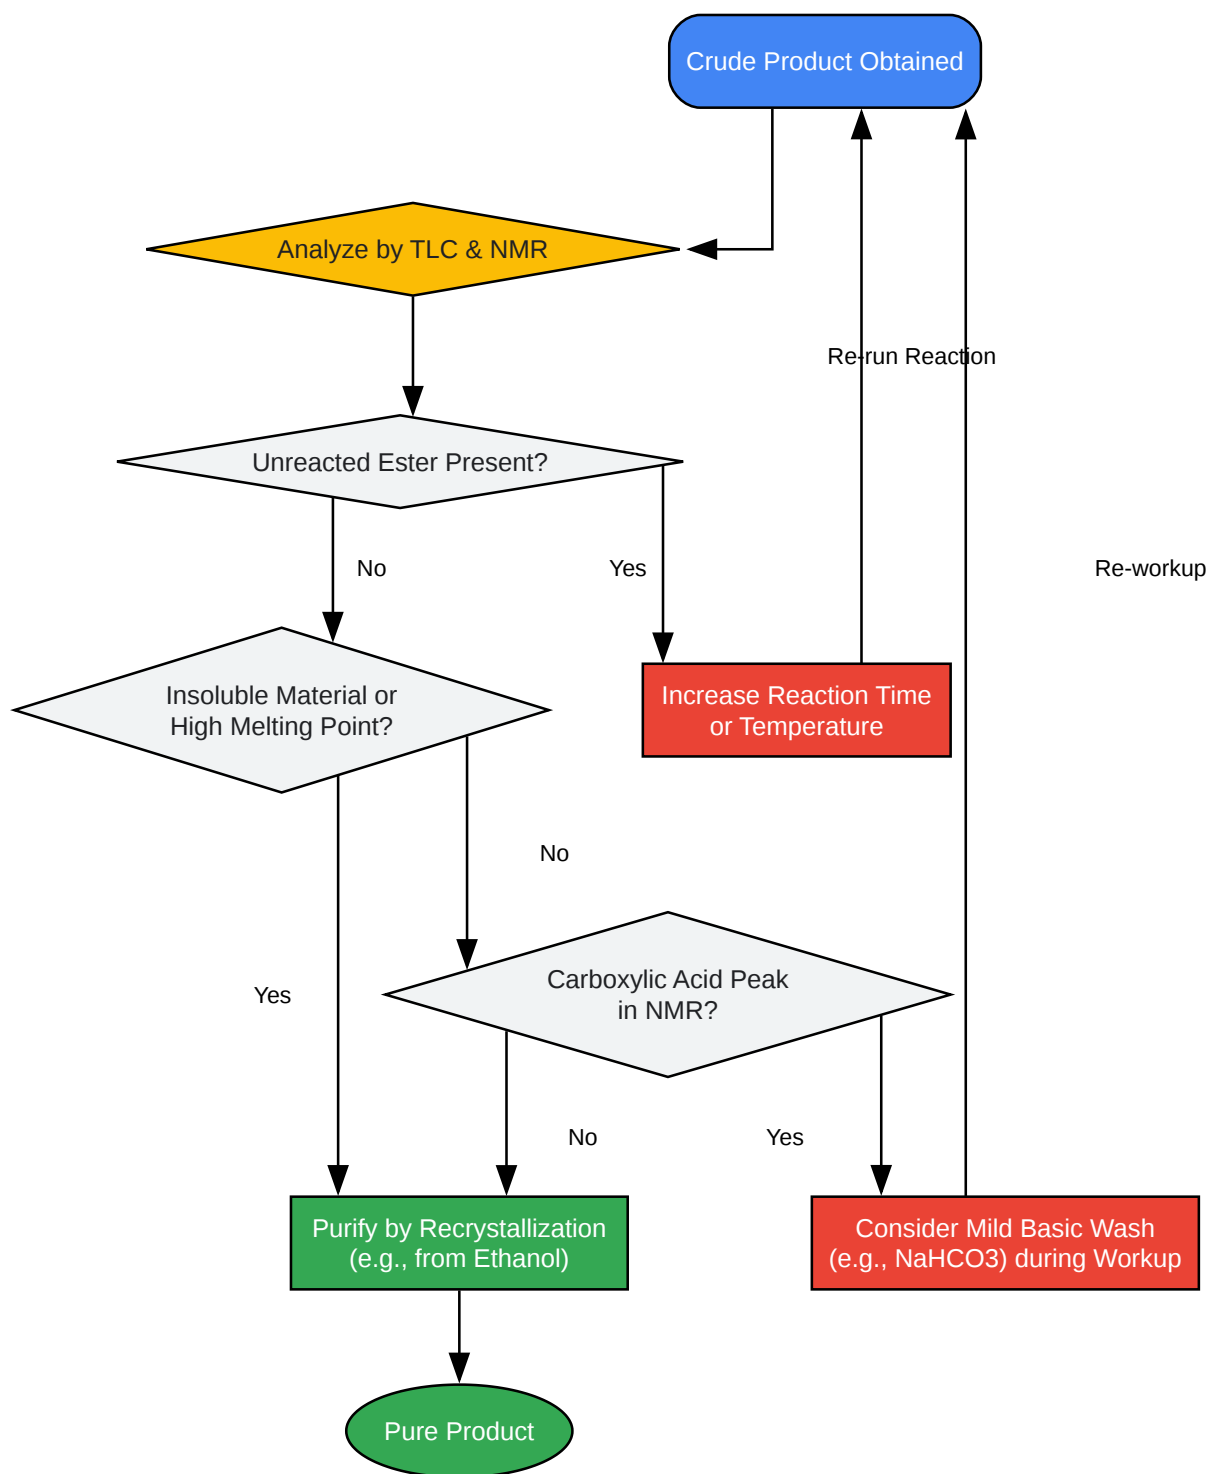 Crude Product Obtained
Analyze by TLC & NMR
Re-run Reaction
Unreacted Ester Present?
No
Yes
Re-workup
Insoluble Material or
High Melting Point?
Increase Reaction Time
or Temperature
No
Yes
Carboxylic Acid Peak
in NMR?
No
Yes
Purify by Recrystallization
(e.g., from Ethanol)
Consider Mild Basic Wash
(e.g., NaHCO3) during Workup
Pure Product